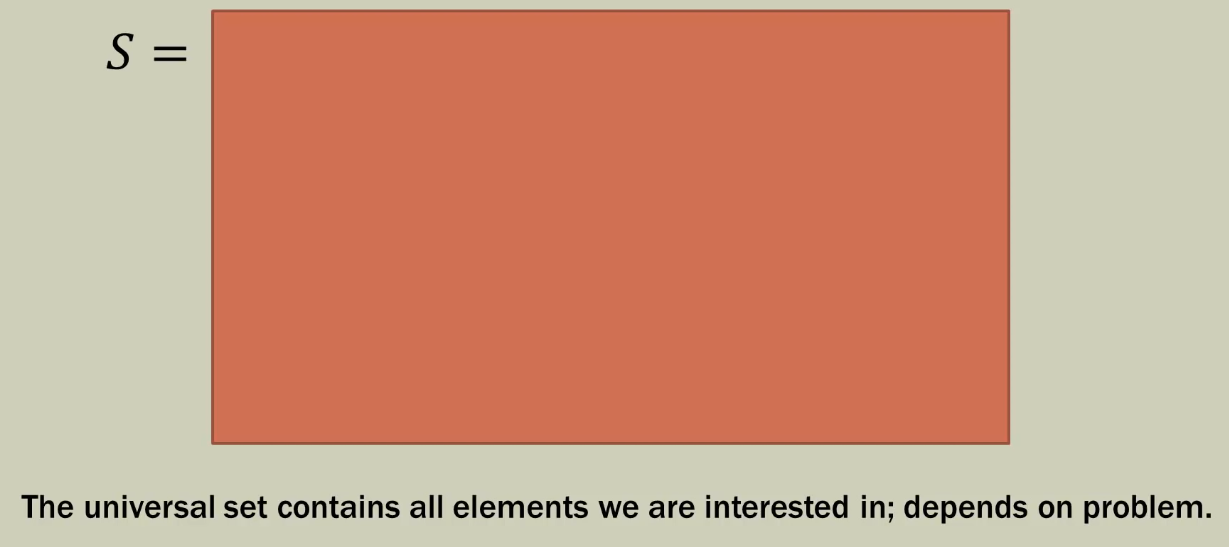 S =
The universal set contains all elements we are interested in; depends on problem.